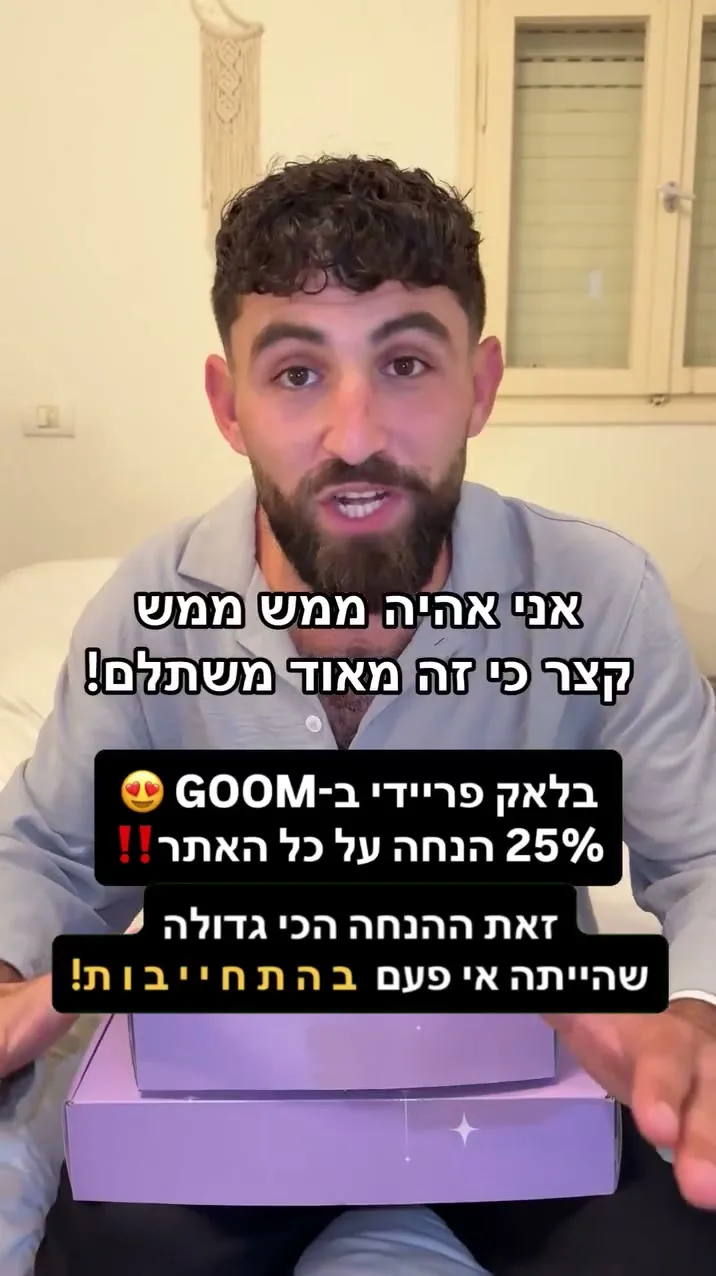 אני אהיה ממש ממש
קצר כי זה מאוד משתלם!
בלאק פריידי ב-GOOM 😍
25% הנחה על כל האתר‼️
זאת ההנחה הכי גדולה
שהייתה אי פעם בהתחייבות!